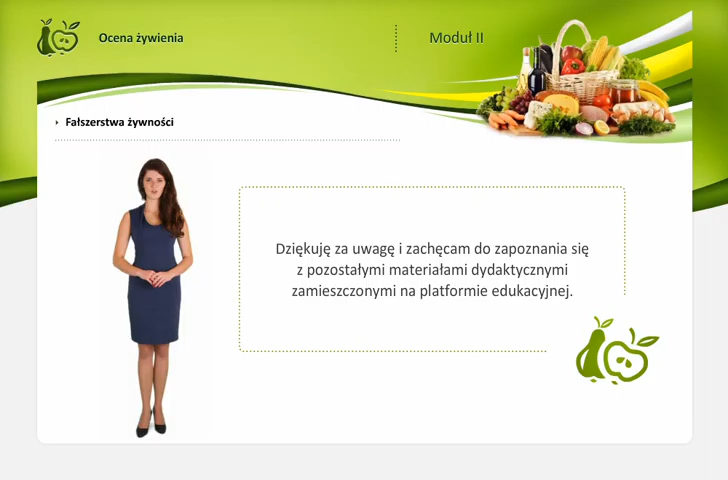 Ocena żywienia
Moduł II
Fałszerstwa żywności
Dziękuję za uwagę i zachęcam do zapoznania się
z pozostałymi materiałami dydaktycznymi
zamieszczonymi na platformie edukacyjnej.